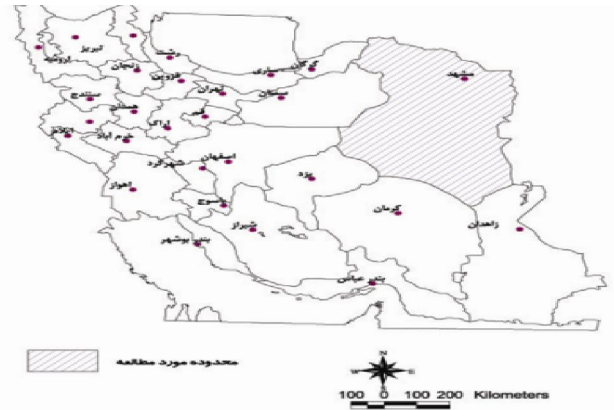 تبریز
ارومیه
رشت
زنجان
قزوین
ساری
گرگان
مشهد
تهران
سمنان
سنندج
همدان
قم
اراک
ایلام
خرم آباد
اصفهان
شهرکرد
یزد
اهواز
یاسوج
شیراز
کرمان
زاهدان
بندر بوشهر
بندر عباس
محدوده مورد مطالعه
N
W E
S
100 0 100 200 Kilometers